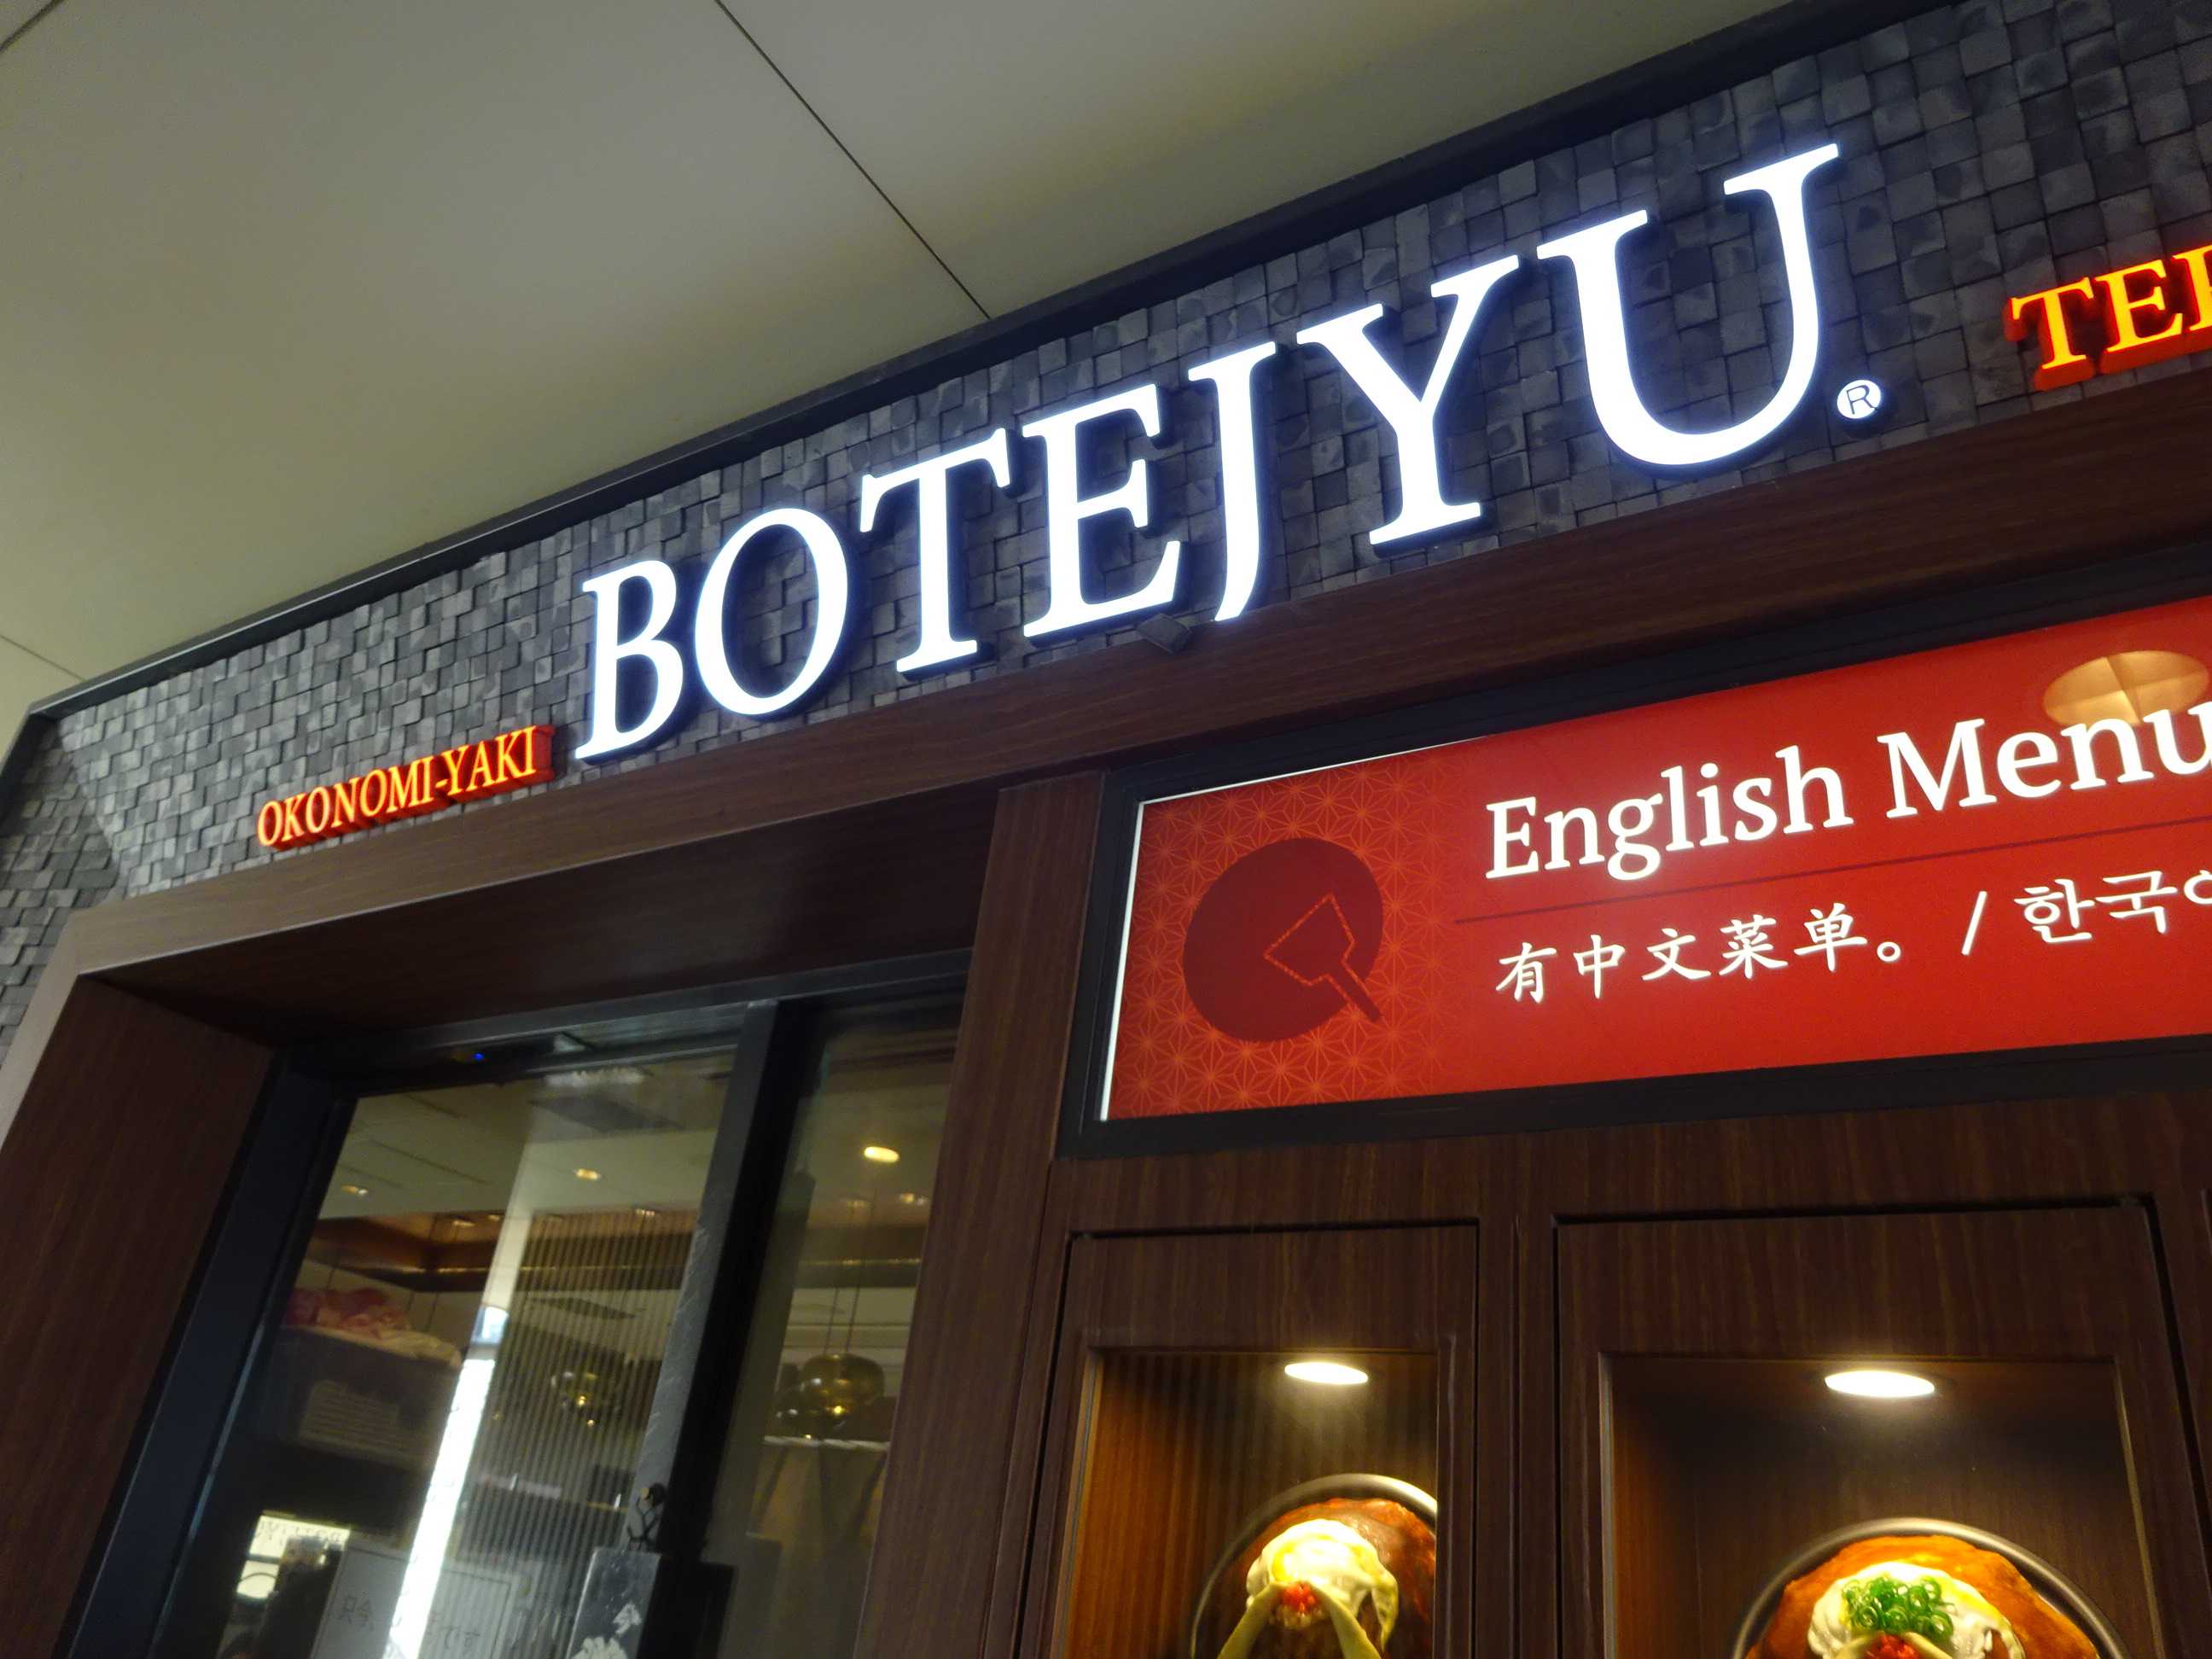 OKONOMI-YAKI
BOTEJYU®
English Menu
有中文菜单。 / 한국